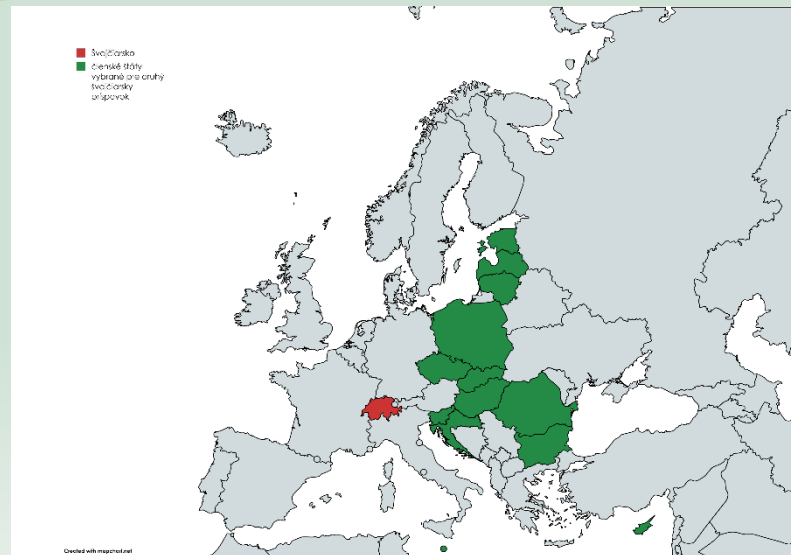 Švajčiarsko
členské štáty
vybrané pre druhý
švajčiarsky
príspevok
Created with mapchart.net